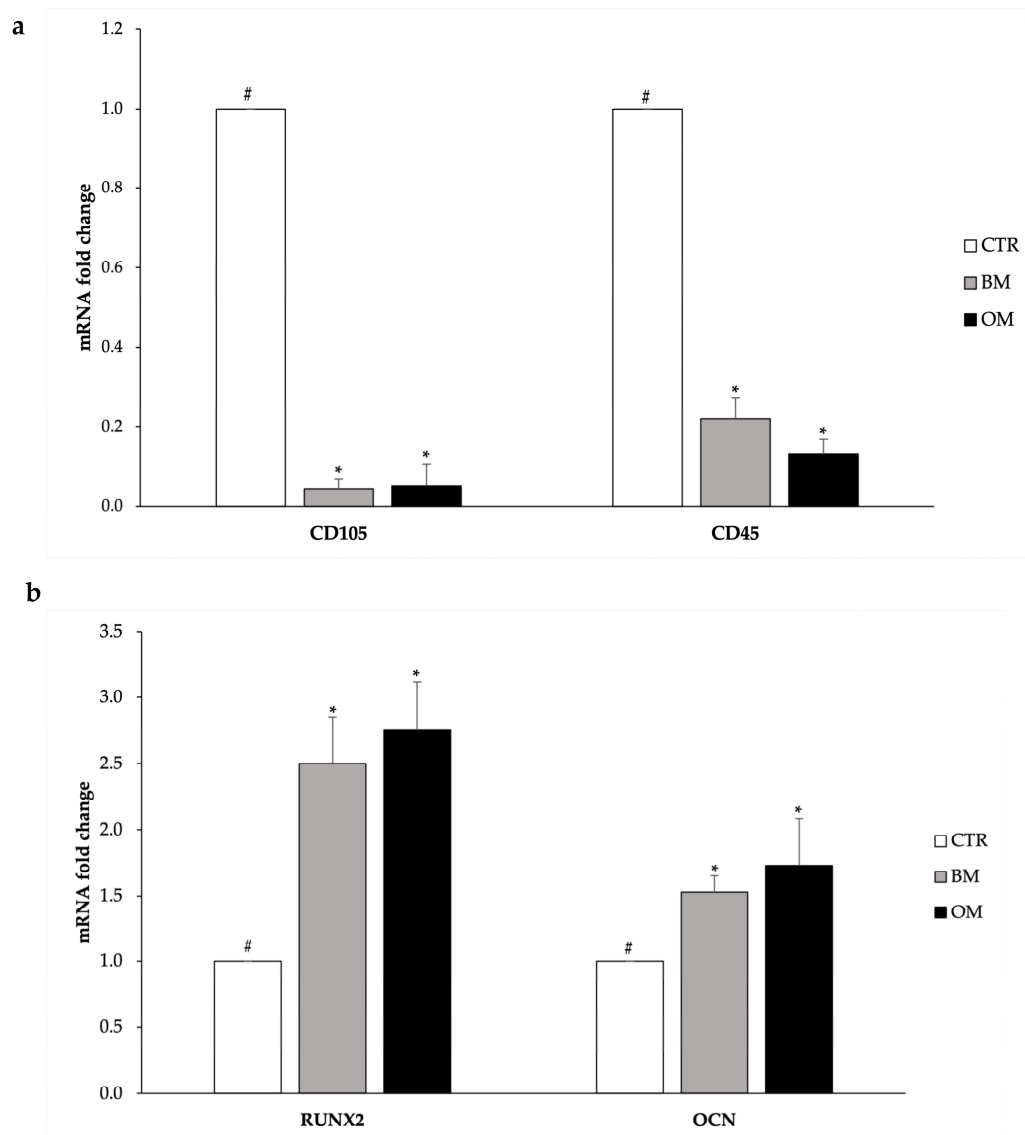 a
1.2
#
#
1.0
0.8
mRNA fold change
CTR
0.6
BM
OM
0.4
*
*
0.2
*
*
0.0
CD105
CD45
b
3.5
*
3.0
*
2.5
mRNA fold change
2.0
*
CTR
*
BM
1.5
OM
#
#
1.0
0.5
0.0
RUNX2
OCN